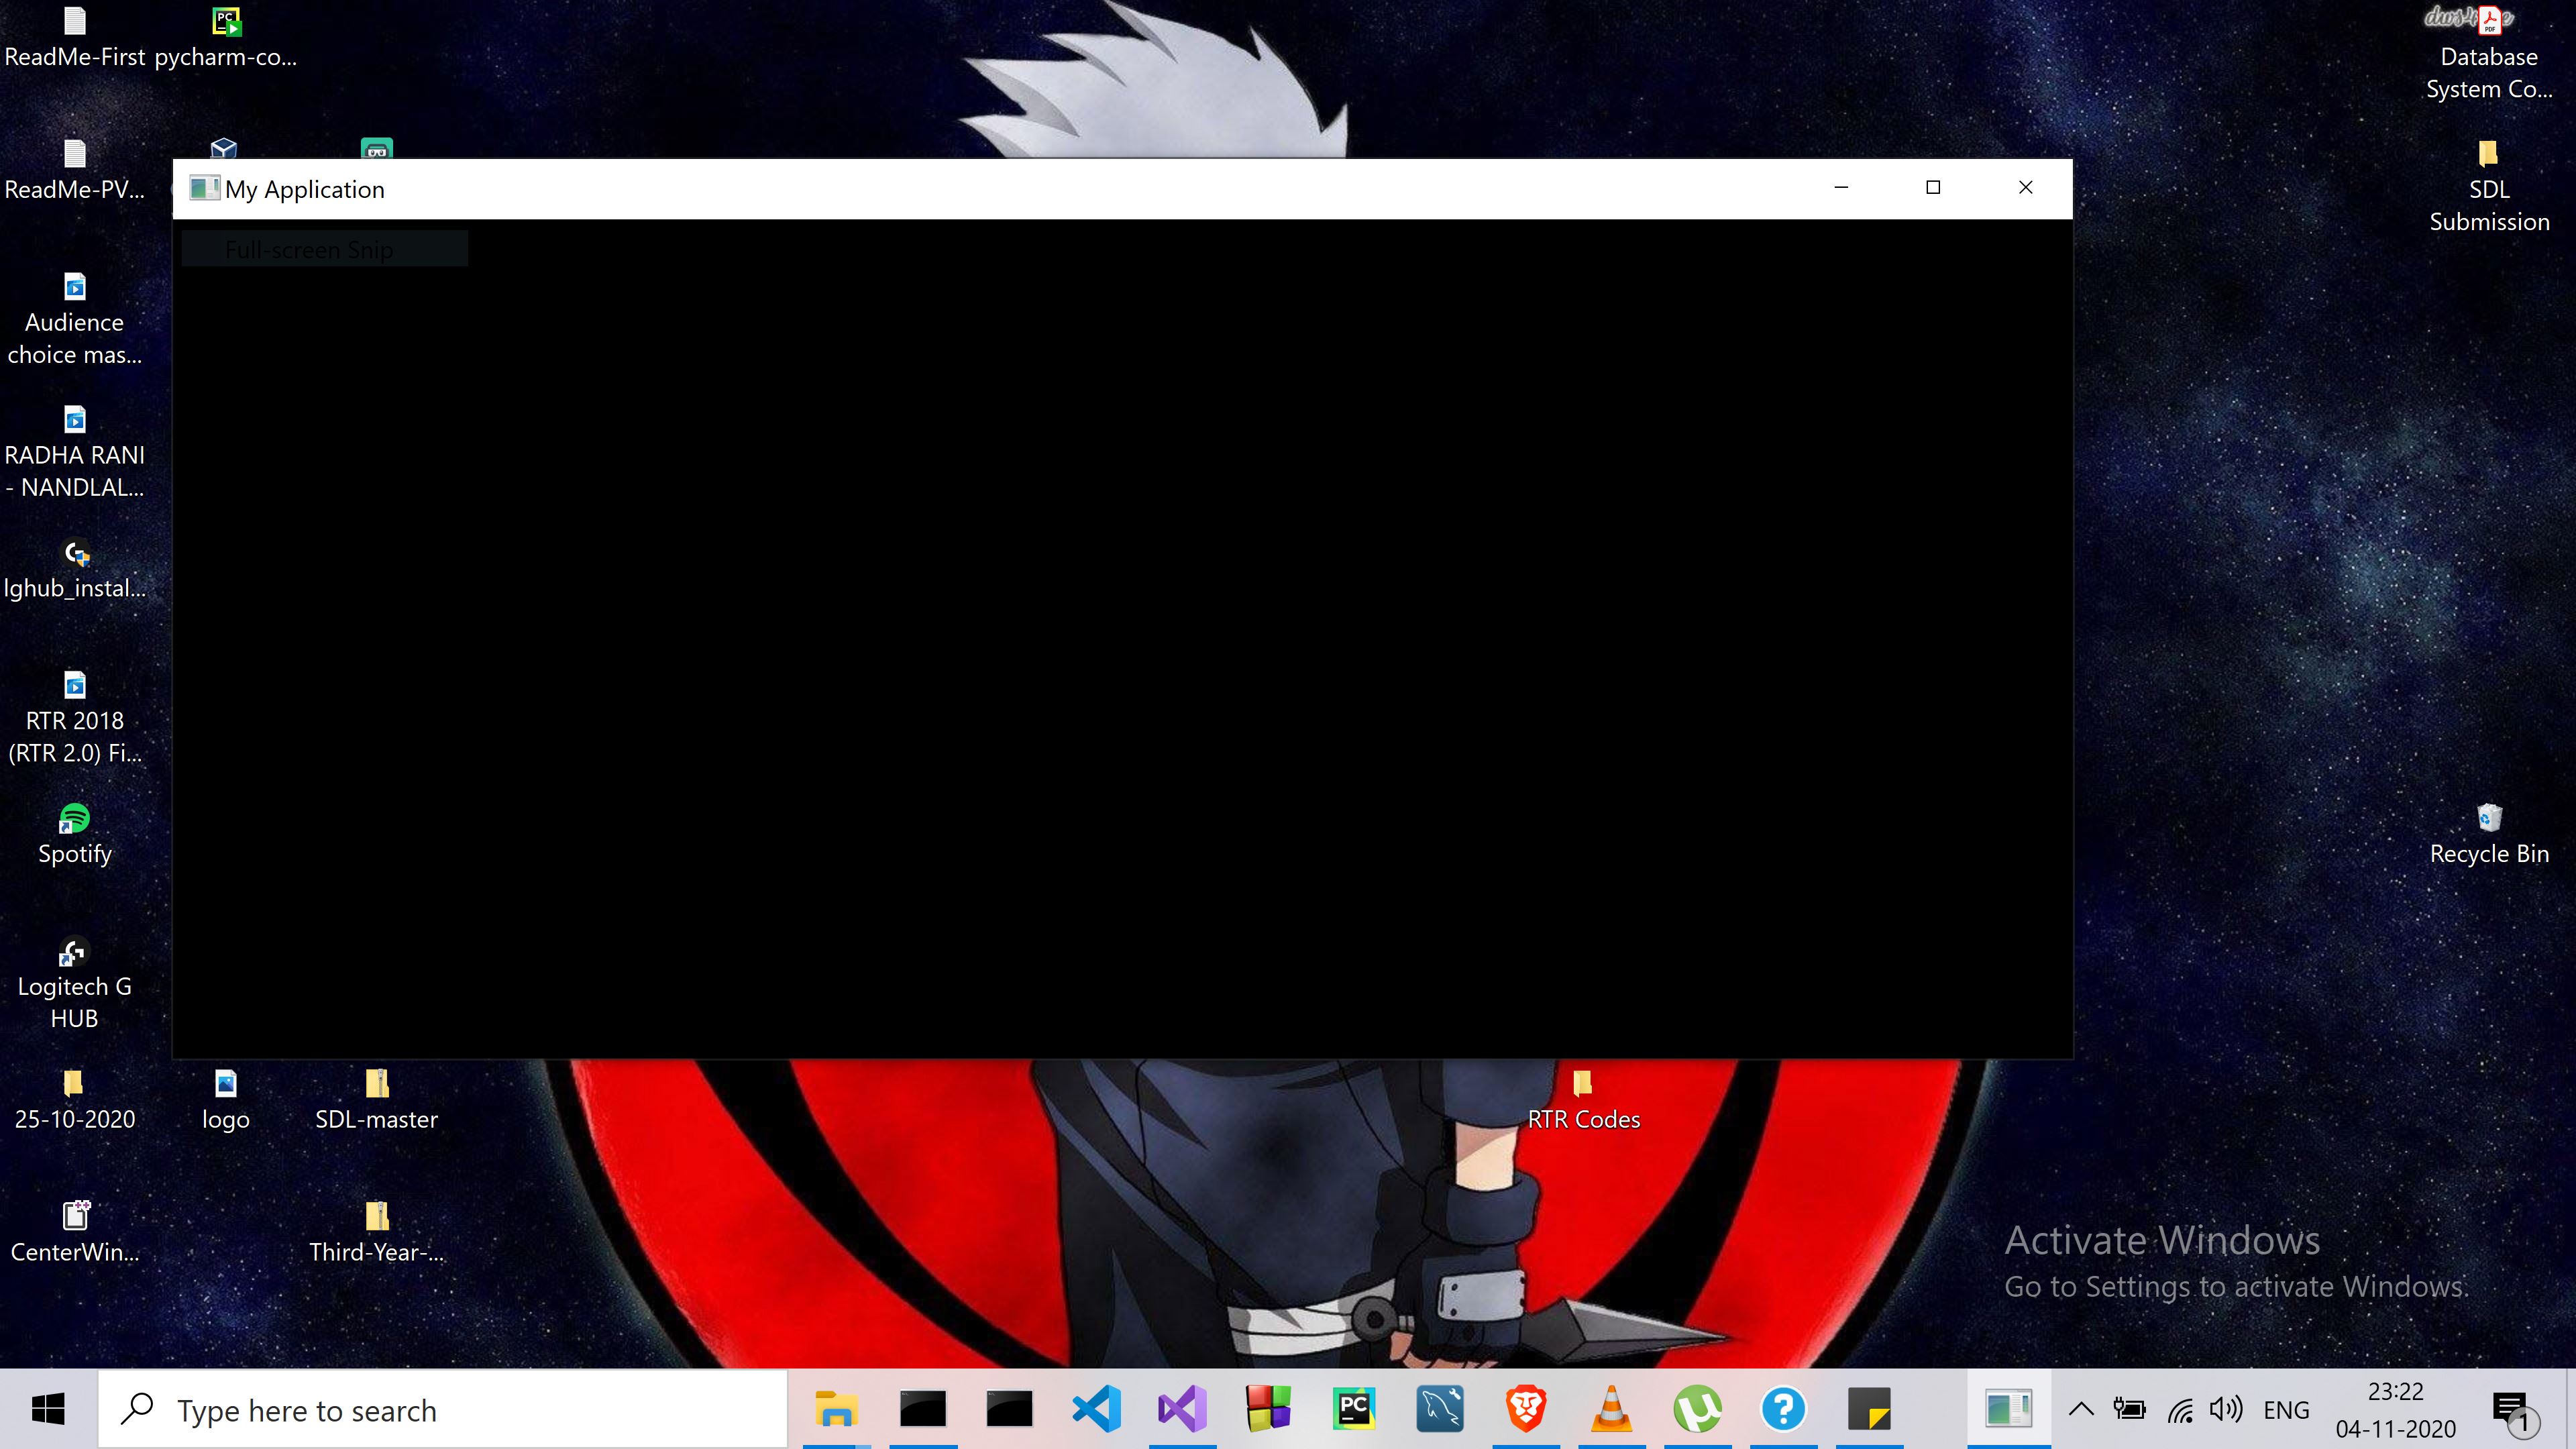 ReadMe-First
pycharm-co...
ReadMe-PV...
Audience
choice mas...
RADHA RANI
- NANDLAL...
lghub_instal...
RTR 2018
(RTR 2.0) Fi...
Spotify
Logitech G
HUB
25-10-2020
logo
SDL-master
CenterWin...
Third-Year-...
My Application
Full-screen Snip
RTR Codes
PDF
Database
System Co...
SDL
Submission
Recycle Bin
Activate Windows
Go to Settings to activate Windows.
Type here to search
PC
ENG
23:22
04-11-2020
1